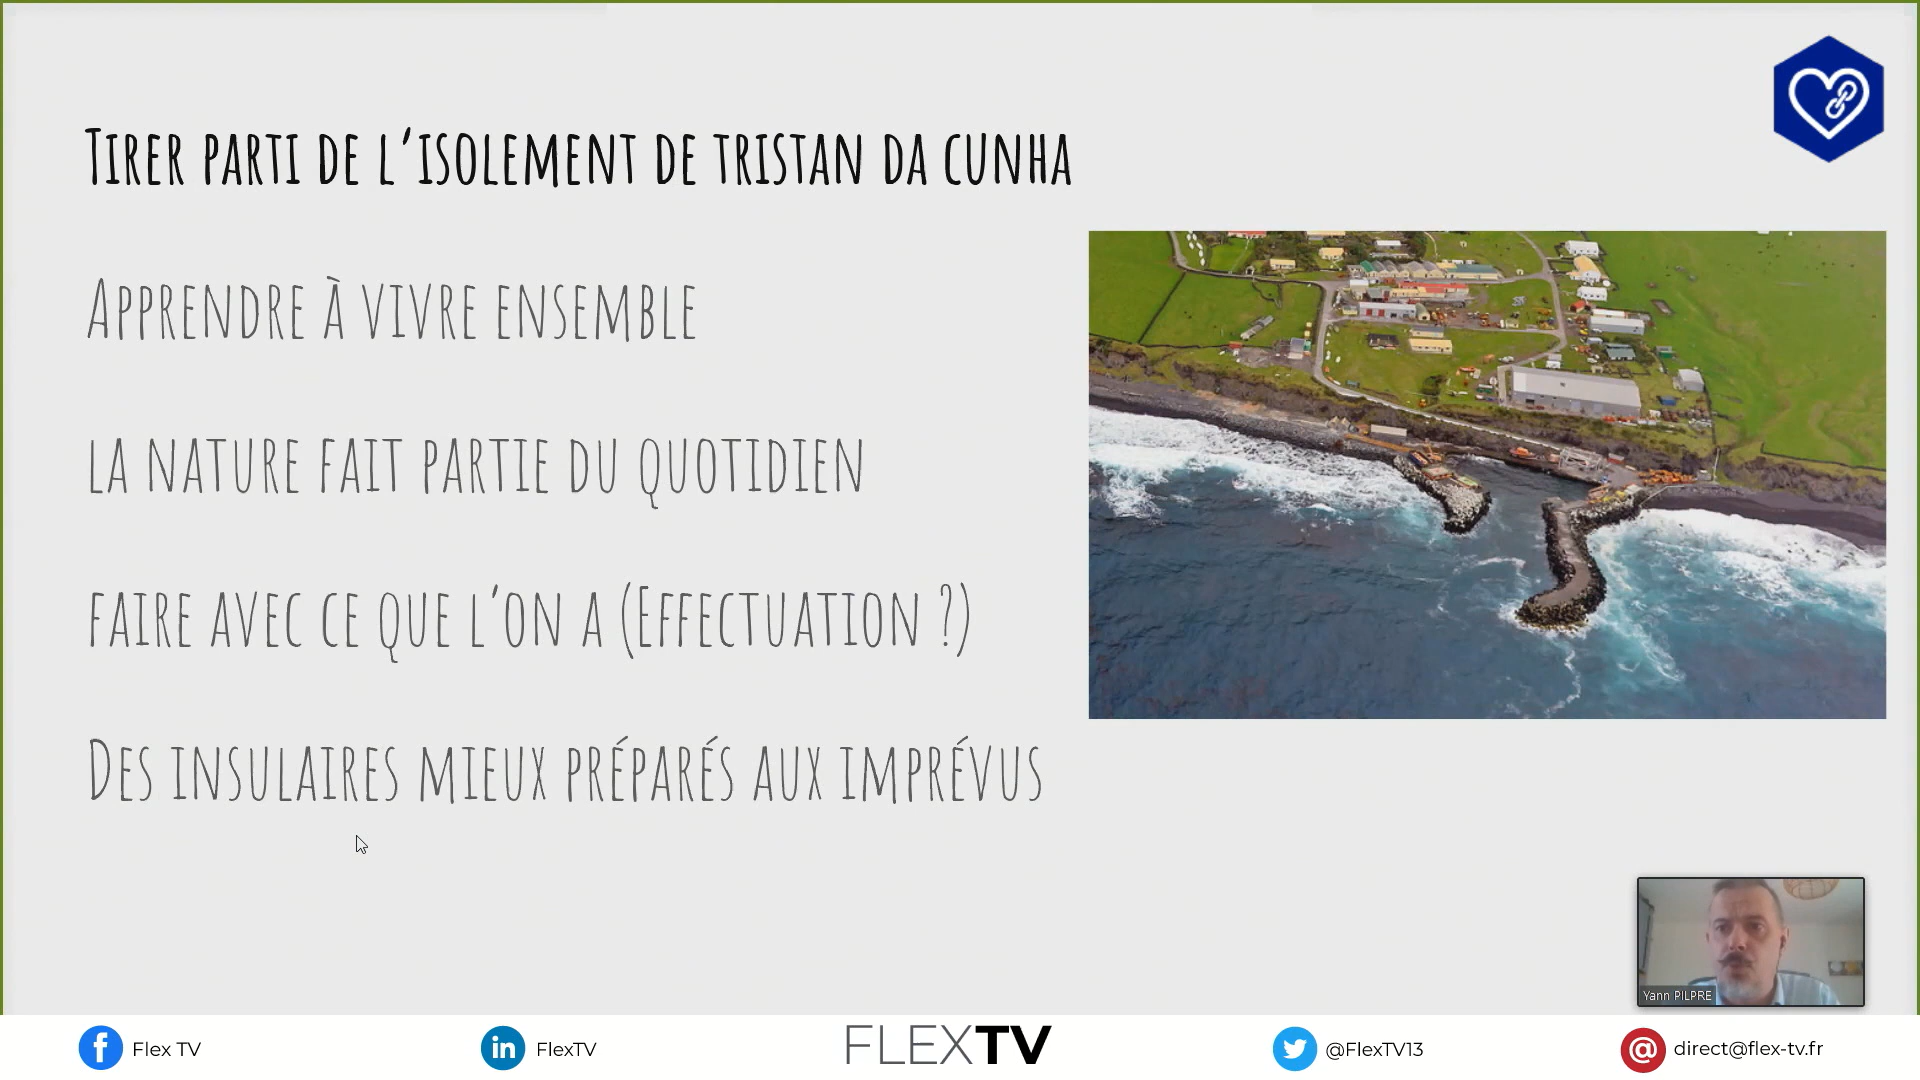 Tirer parti de l’isolement de tristan da cunha
Apprendre à vivre ensemble
la nature fait partie du quotidien
faire avec ce que l’on a (Effectuation ?)
Des insulaires mieux préparés aux imprévus
Yann PILPRE
Flex TV
FlexTV
FLEXTV
@FlexTV13
direct@flex-tv.fr